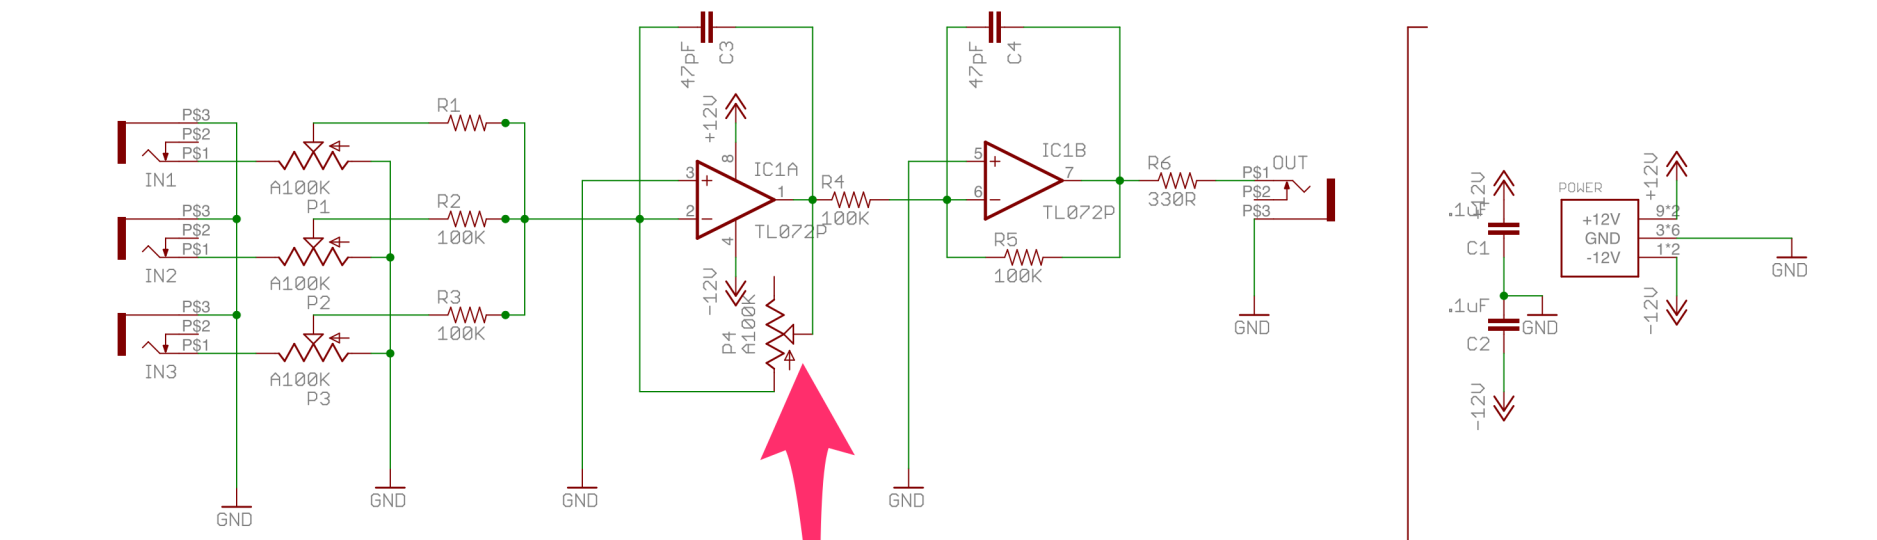 P$3
P$2
P$1
IN1
P$3
P$2
P$1
IN2
P$3
P$2
P$1
IN3
GND
A100K
P1
A100K
P2
A100K
P3
GND
R1
R2
100K
R3
100K
GND
47pF
C3
+12V
8
3
+
2
−
IC1A
1
TL072P
4
-12V
P4
A100K
R4
100K
GND
47pF
C4
5
+
6
−
IC1B
7
TL072P
R5
100K
R6
330R
P$1
OUT
P$2
P$3
GND
+12V
.1uF
C1
.1uF
GND
C2
-12V
POWER
+12V
9*2
+12V
GND
3*6
-12V
1*2
-12V
GND